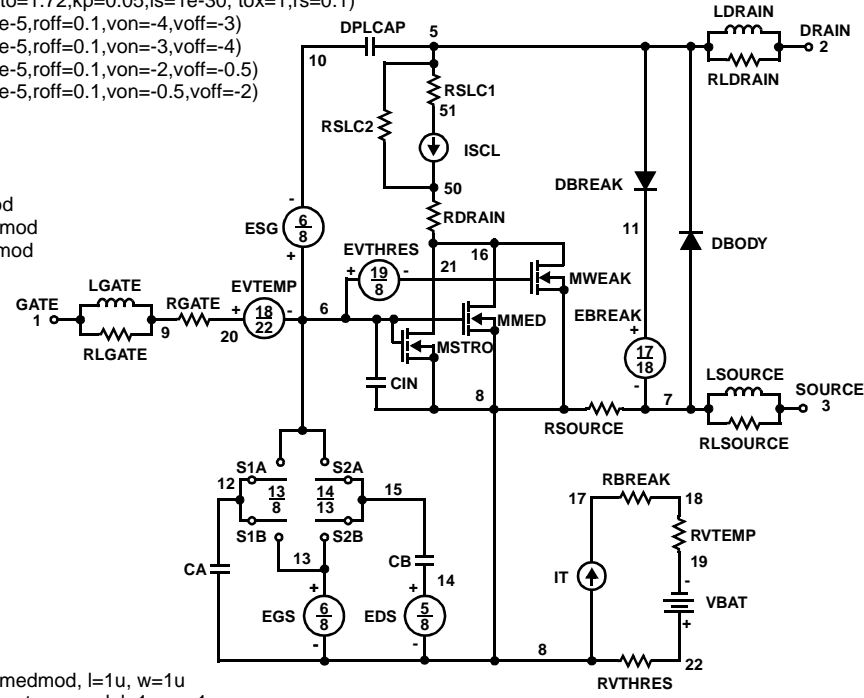 to=1.72,kp=0.05,is=1e-30, tox=1,rs=0.1)
e-5,roff=0.1,von=-4,voff=-3)
e-5,roff=0.1,von=-3,voff=-4)
e-5,roff=0.1,von=-2,voff=-0.5)
e-5,roff=0.1,von=-0.5,voff=-2)
mod
mod
LDRAIN
DPLCAP
5
DRAIN
2
10
RLDRAIN
RSLC1
51
RSLC2
ISCL
50
DBREAK
RDRAIN
-
ESG
6
8
+
11
DBODY
EVTHRES
16
+
19
8
-
21
MWEAK
LGATE
EVTEMP
GATE
1
RGATE
+
18
22
-
6
MMED
EBREAK
+
9
20
RLGATE
MSTRO
17
18
-
LSOURCE
CIN
8
7
SOURCE
3
RSOURCE
RLSOURCE
S1A
S2A
12
13
8
14
13
15
RBREAK
17
18
S1B
S2B
RVTEMP
13
CB
19
CA
14
IT
-
VBAT
+
+
EGS
6
8
-
+
EDS
5
8
-
8
22
RVTHRES
medmod, l=1u, w=1u